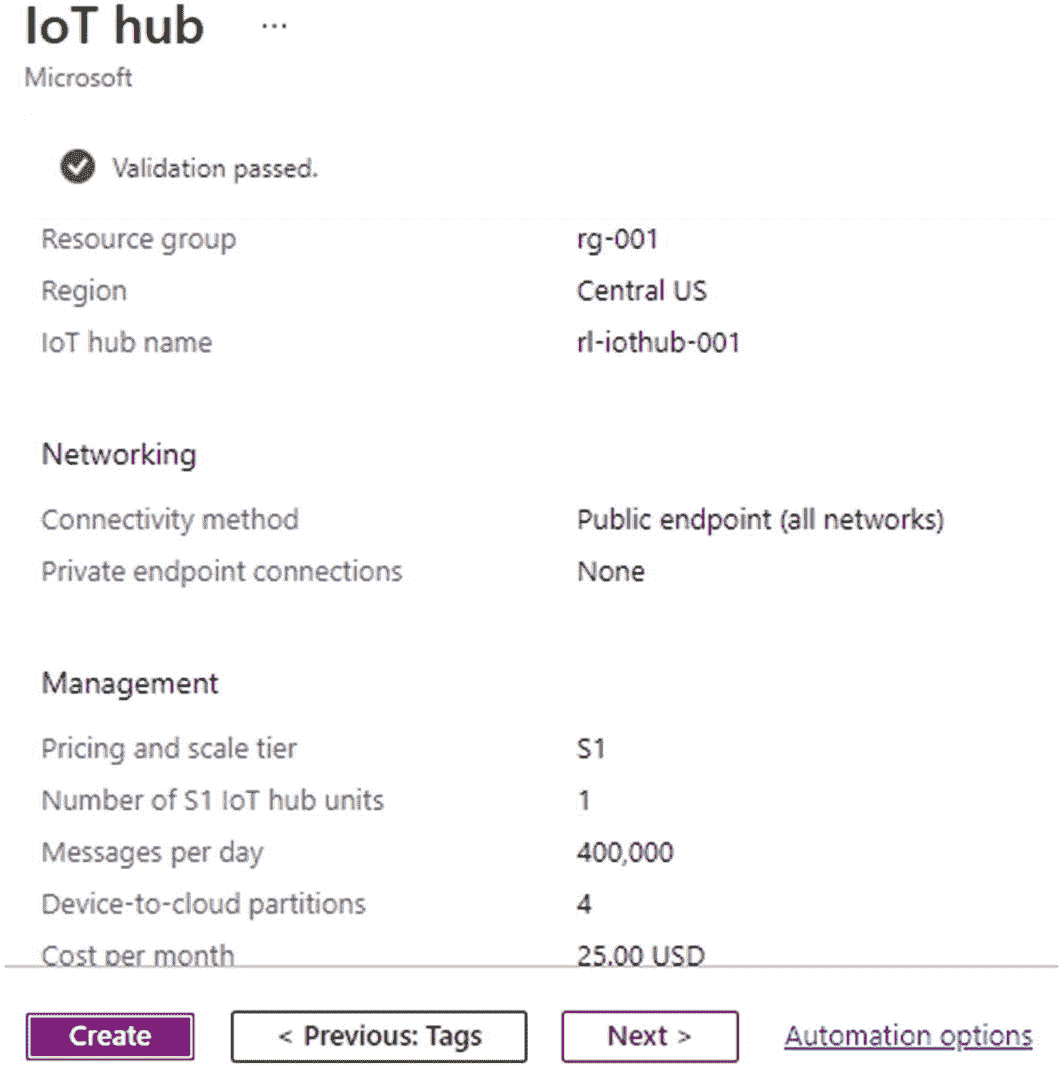 IoT hub ...
Microsoft
Validation passed.
Resource group rg-001
Region Central US
IoT hub name rl-iothub-001
Networking
Connectivity method Public endpoint (all networks)
Private endpoint connections None
Management
Pricing and scale tier S1
Number of S1 IoT hub units 1
Messages per day 400,000
Device-to-cloud partitions 4
Cost per month 25.00 USD
Create < Previous: Tags Next > Automation options